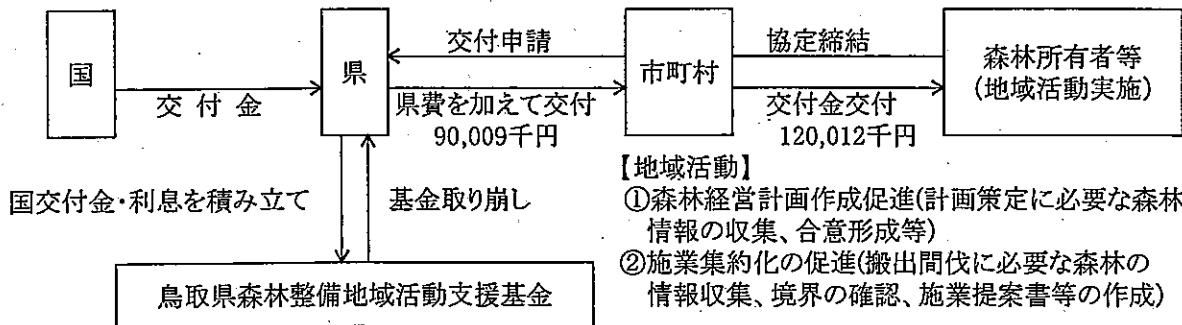 国
交付金
県
交付申請
県費を加えて交付
90,009千円
市町村
協定締結
交付金交付
120,012千円
森林所有者等
(地域活動実施)
国交付金・利息を積み立て
基金取り崩し
鳥取県森林整備地域活動支援基金
【地域活動】
①森林経営計画作成促進(計画策定に必要な森林
情報の収集、合意形成等)
②施業集約化の促進(搬出間伐に必要な森林の
情報収集、境界の確認、施業提案書等の作成)